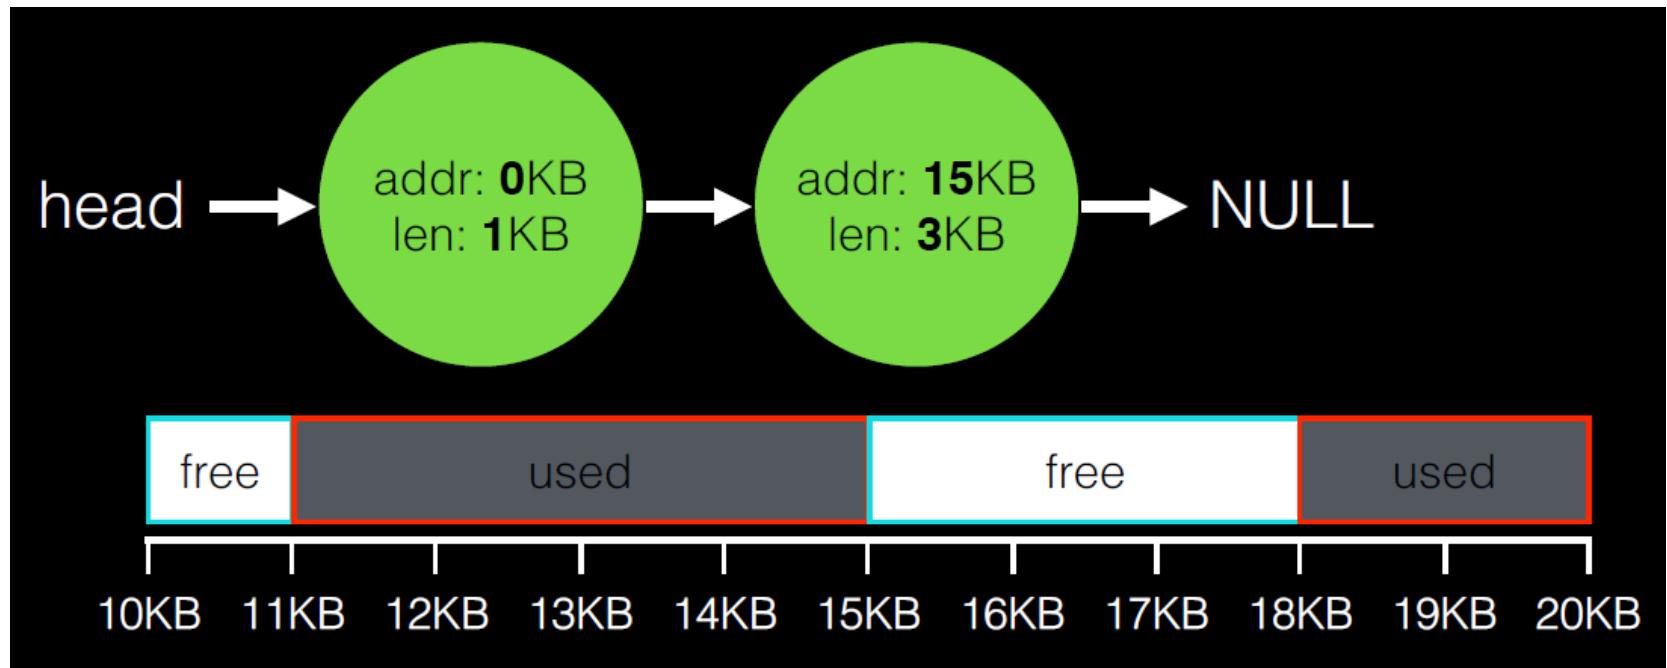 addr: 0KB
len: 1KB
addr: 15KB
len: 3KB
head
NULL
free
used
free
used
10KB 11KB 12KB 13KB 14KB 15KB 16KB 17KB 18KB 19KB 20KB